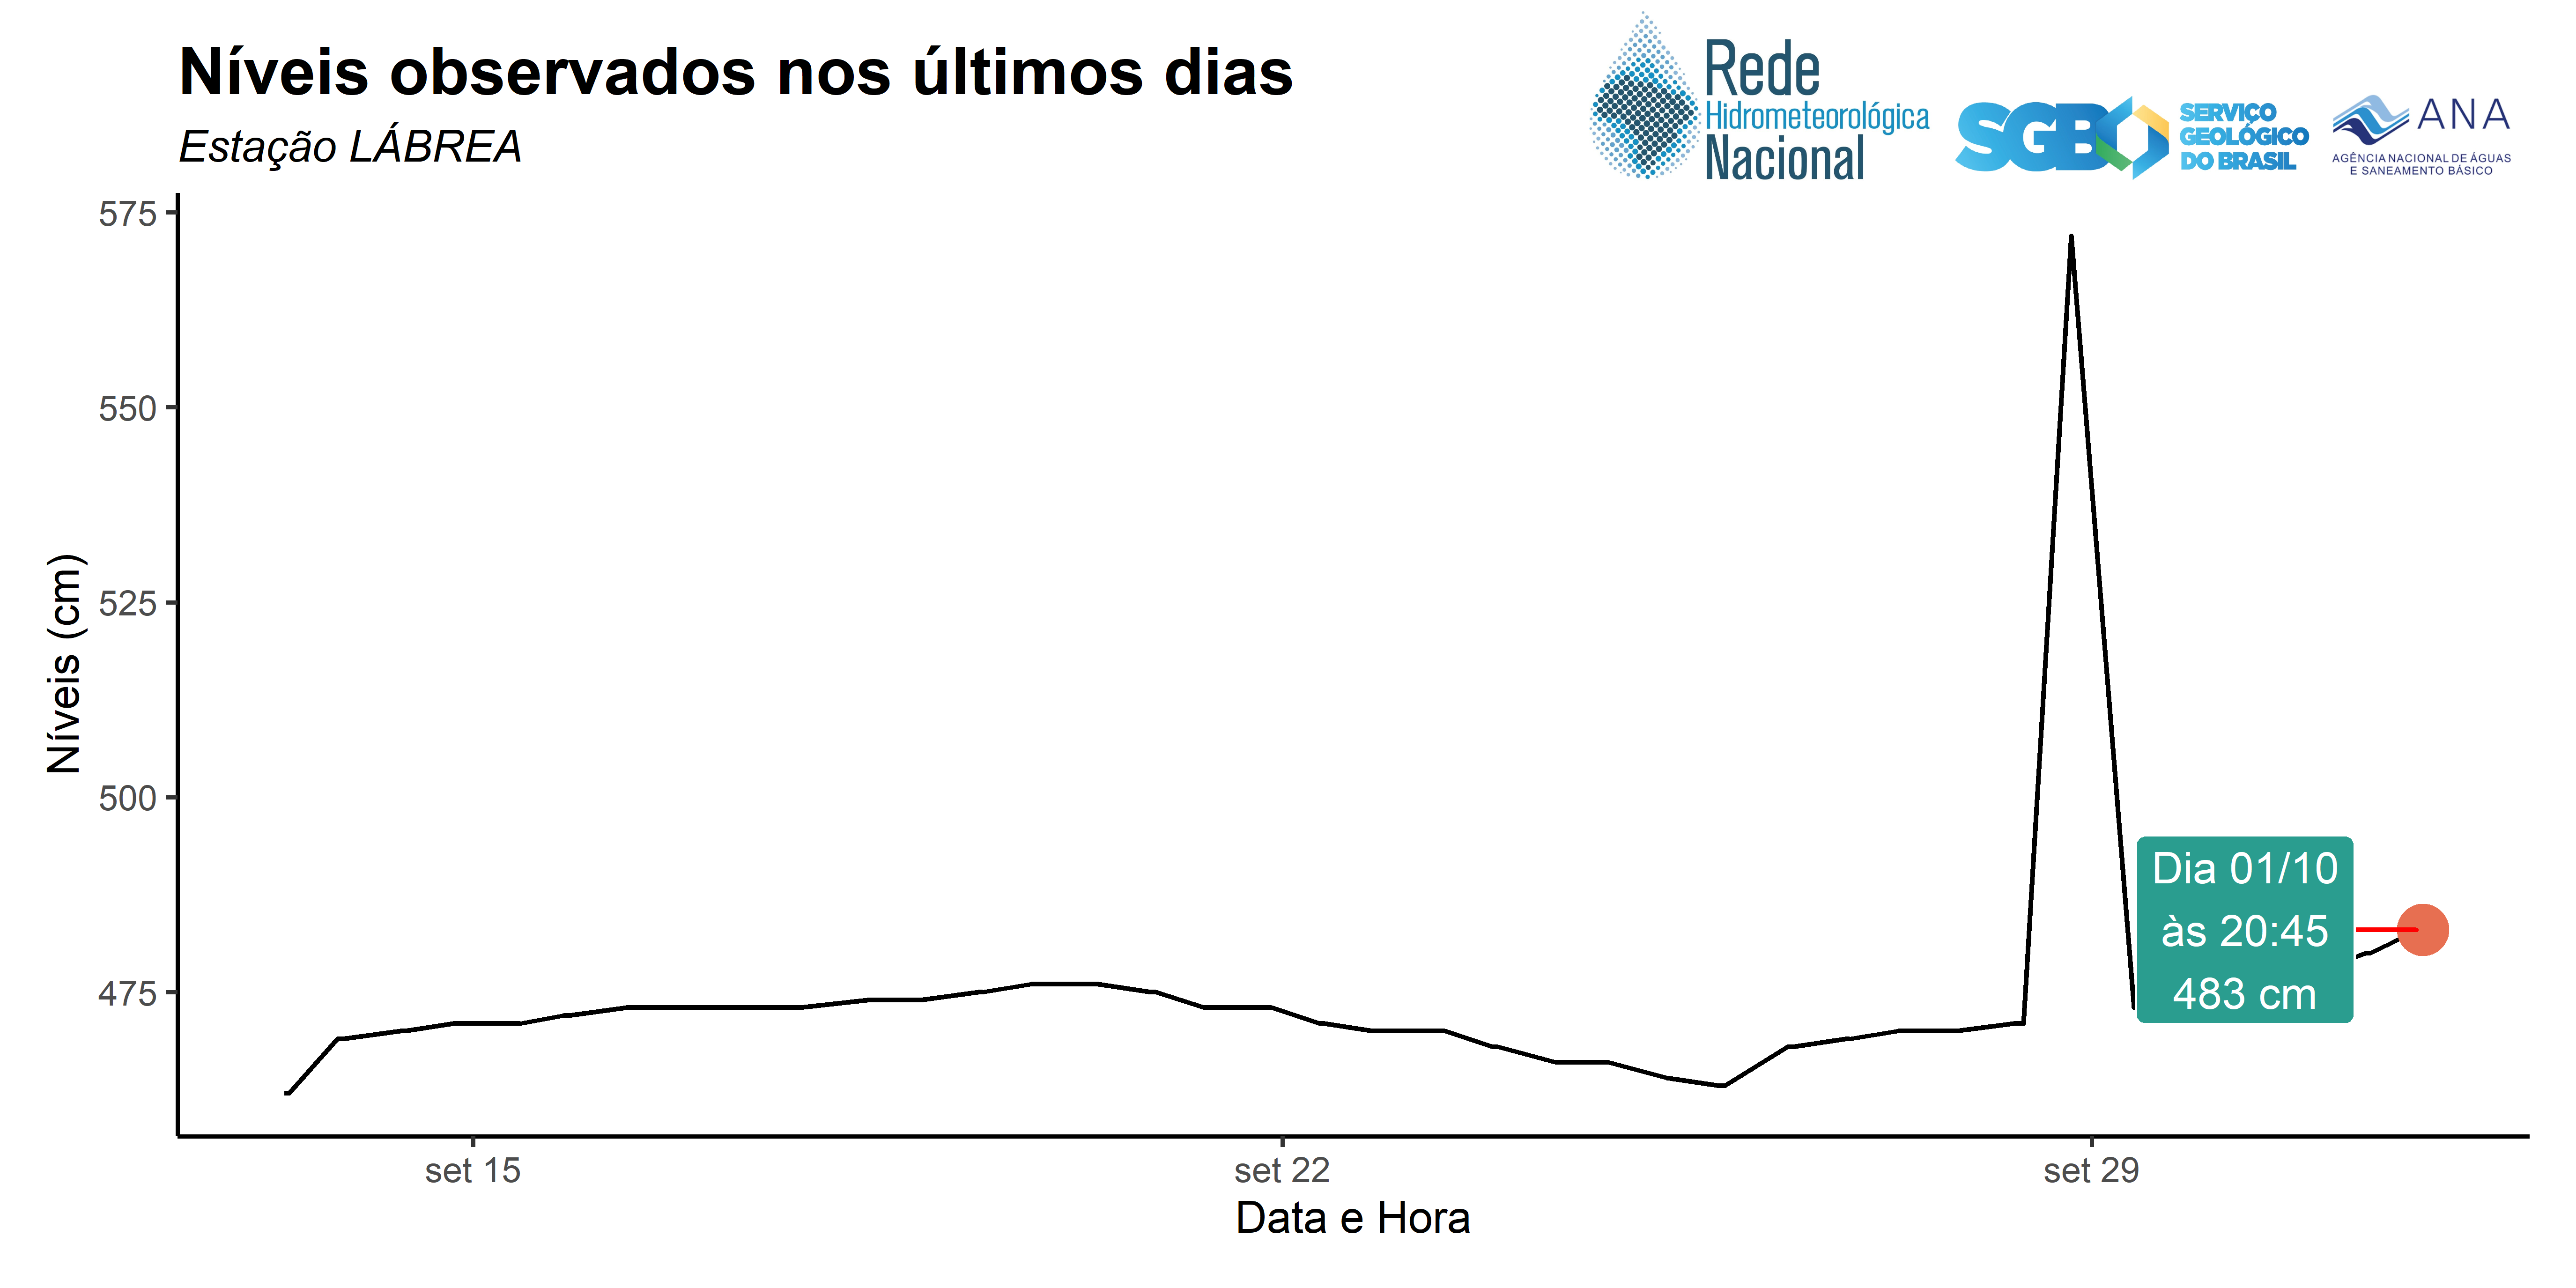 Níveis observados nos últimos dias
Estação LÁBREA
Rede
Hidrometeorológica
Nacional
SGB
SERVIÇO
GEOLÓGICO
DO BRASIL
ANA
AGÊNCIA NACIONAL DE ÁGUAS
E SANEAMENTO BÁSICO
575
550
525
500
475
Níveis (cm)
Dia 01/10
às 20:45
483 cm
set 15
set 22
set 29
Data e Hora